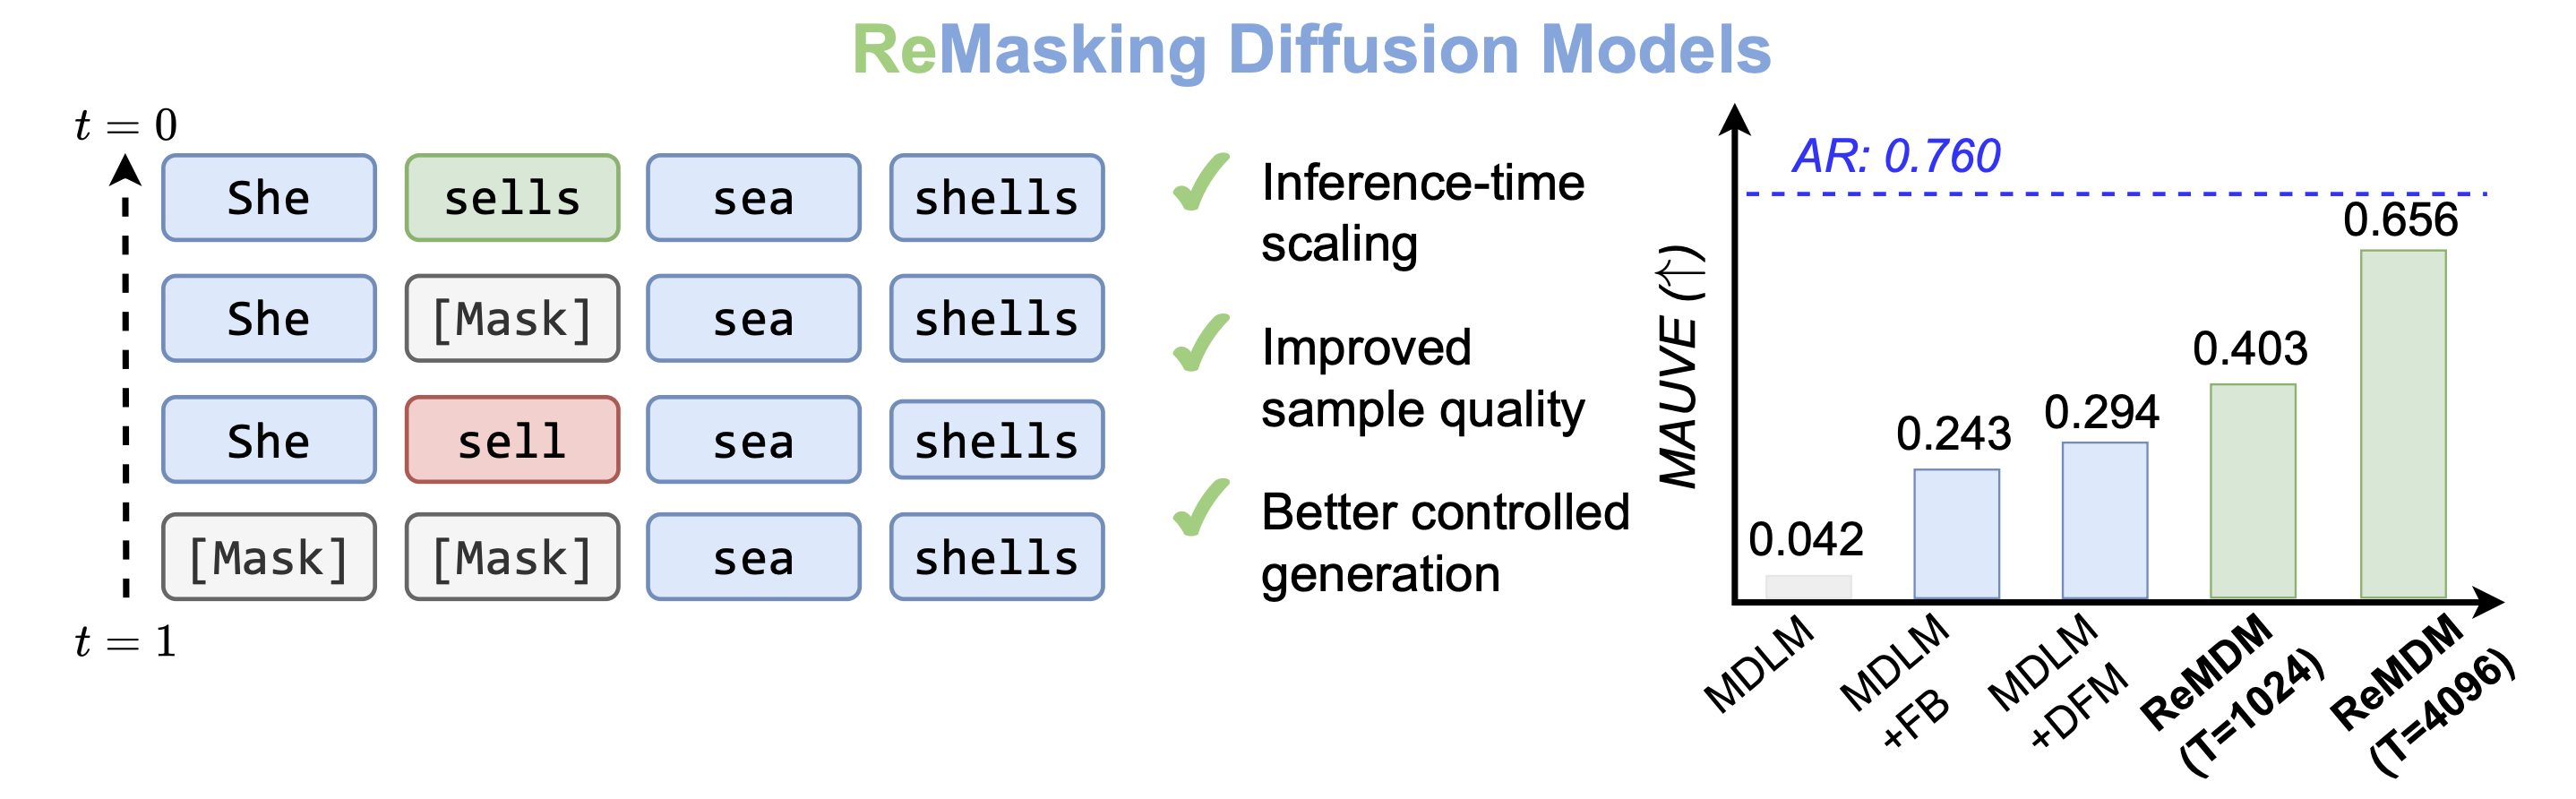 ReMasking Diffusion Models
t = 0
She sells sea shells
She [Mask] sea shells
She sell sea shells
[Mask] [Mask] sea shells
t = 1
Inference-time
scaling
Improved
sample quality
Better controlled
generation
MAUVE (↑)
AR: 0.760
0.042
0.243
0.294
0.403
0.656
MDLM
MDLM
+FB
MDLM
+DFM
ReMDM
(T=1024)
ReMDM
(T=4096)